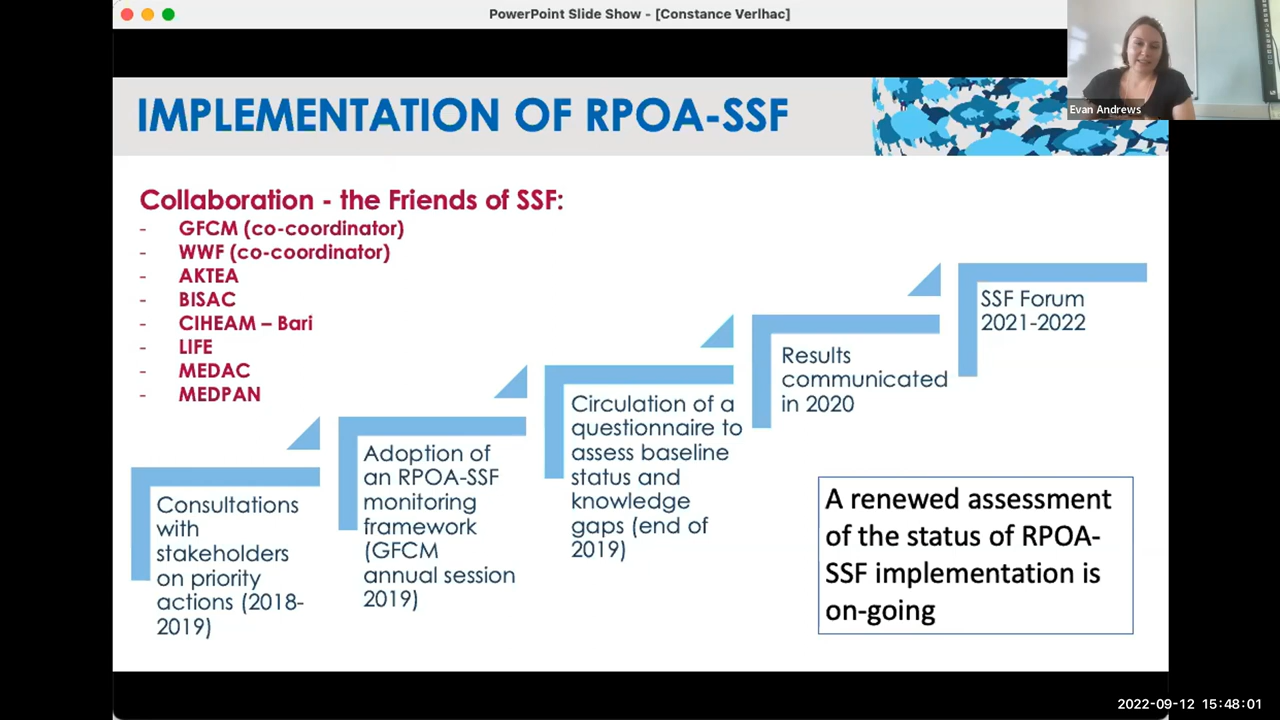 PowerPoint Slide Show - [Constance Verlhac]
Evan Andrews
IMPLEMENTATION OF RPOA-SSF
Collaboration - the Friends of SSF:
- GFCM (co-coordinator)
- WWF (co-coordinator)
- AKTEA
- BISAC
- CIHEAM – Bari
- LIFE
- MEDAC
- MEDPAN
Consultations
with
stakeholders
on priority
actions (2018-
2019)
Adoption of
an RPOA-SSF
monitoring
framework
(GFCM
annual session
2019)
Circulation of a
questionnaire to
assess baseline
status and
knowledge
gaps (end of
2019)
Results
communicated
in 2020
SSF Forum
2021-2022
A renewed assessment
of the status of RPOA-
SSF implementation is
on-going
2022-09-12 15:48:01